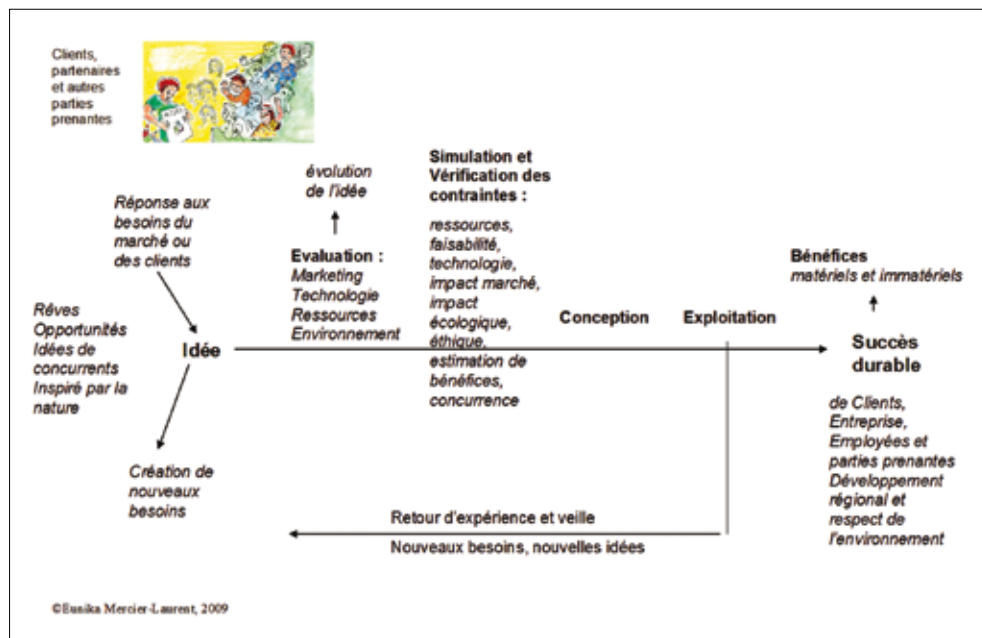 Clients,
partenaires
et autres
parties
prenantes
Réponse aux
besoins du
marché ou
des clients
Rêves
Opportunités
Idées de
concurrents
Inspiré par la
nature
Idée
Création de
nouveaux
besoins
évolution
de l'idée
Evaluation :
Marketing
Technologie
Ressources
Environnement
Simulation et
Vérification des
contraintes :
ressources,
faisabilité,
technologie,
impact marché,
impact
écologique,
éthique,
estimation de
bénéfices,
concurrence
Conception
Exploitation
Bénéfices
matériels et immatériels
Succès
durable
de Clients,
Entreprise,
Employées et
parties prenantes
Développement
régional et
respect de
l'environnement
Retour d'expérience et veille
Nouveaux besoins, nouvelles idées
©Eunika Mercier-Laurent, 2009